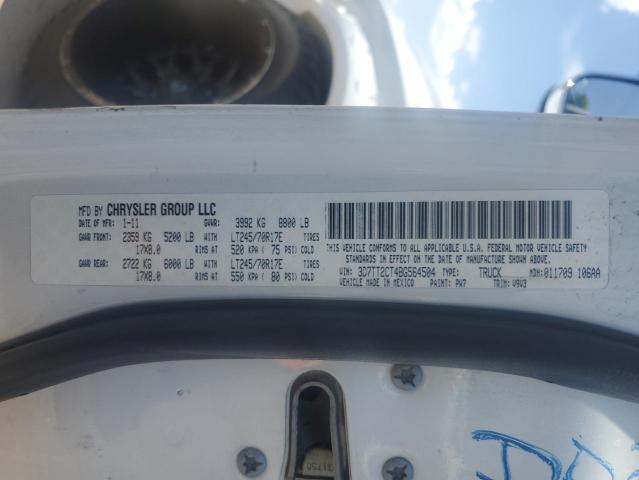 MFD BY CHRYSLER GROUP LLC
DATE OF MFR: 1-11 GVWR: 3992 KG 8800 LB
GAWR FRONT: 2359 KG 5200 LB WITH LT245/70R17E TIRES
17X8.0 RIMS AT 520 KPA ( 75 PSI) COLD
GAWR REAR: 2722 KG 6000 LB WITH LT245/70R17E TIRES
17X8.0 RIMS AT 550 KPA ( 80 PSI) COLD
THIS VEHICLE CONFORMS TO ALL APPLICABLE U.S.A. FEDERAL MOTOR VEHICLE SAFETY
STANDARDS IN EFFECT ON THE DATE OF MANUFACTURE SHOWN ABOVE.
VIN: 3D7TT2CT4BG564504 TYPE: TRUCK MDH: 011709 106AA
VEHICLE MADE IN MEXICO PAINT: PW7 TRIM: V9V3
31750